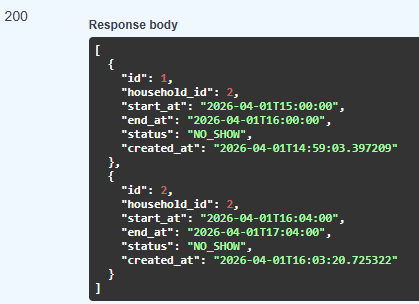 200
Response body
[
  {
    "id": 1,
    "household_id": 2,
    "start_at": "2026-04-01T15:00:00",
    "end_at": "2026-04-01T16:00:00",
    "status": "NO_SHOW",
    "created_at": "2026-04-01T14:59:03.397209"
  },
  {
    "id": 2,
    "household_id": 2,
    "start_at": "2026-04-01T16:04:00",
    "end_at": "2026-04-01T17:04:00",
    "status": "NO_SHOW",
    "created_at": "2026-04-01T16:03:20.725322"
  }
]